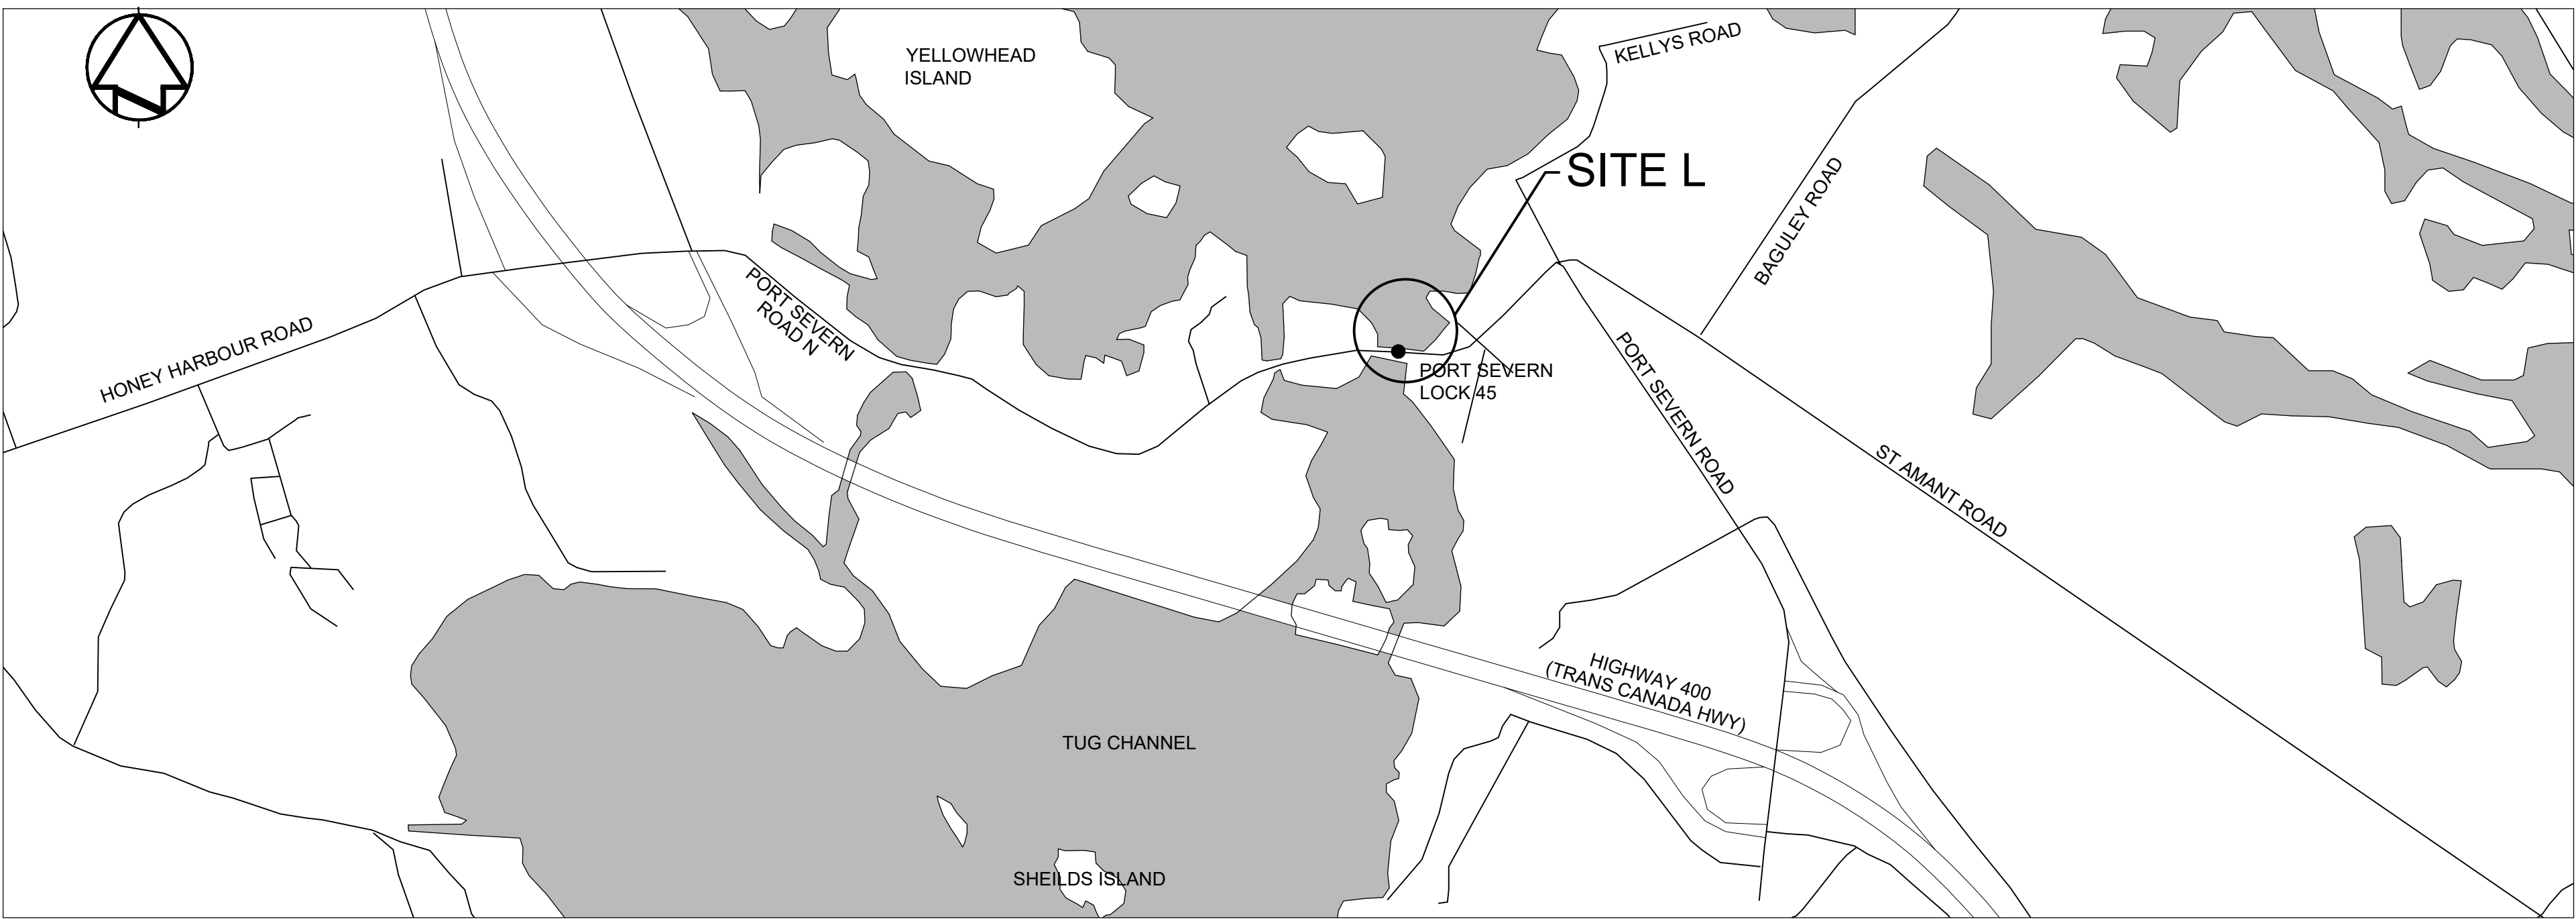 YELLOWHEAD
ISLAND
KELLYS ROAD
SITE L
BAGULEY ROAD
PORT SEVERN
ROAD N
HONEY HARBOUR ROAD
PORT SEVERN
LOCK 45
PORT SEVERN ROAD
ST AMANT ROAD
HIGHWAY 400
(TRANS CANADA HWY)
TUG CHANNEL
SHEILDS ISLAND